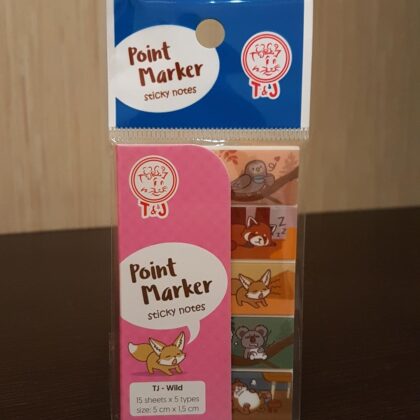 Point
Marker
sticky notes
T&J
T&J
Point
Marker
sticky notes
TJ - Wild
15 sheets x 5 types
size: 5 cm x 1,5 cm
zzz